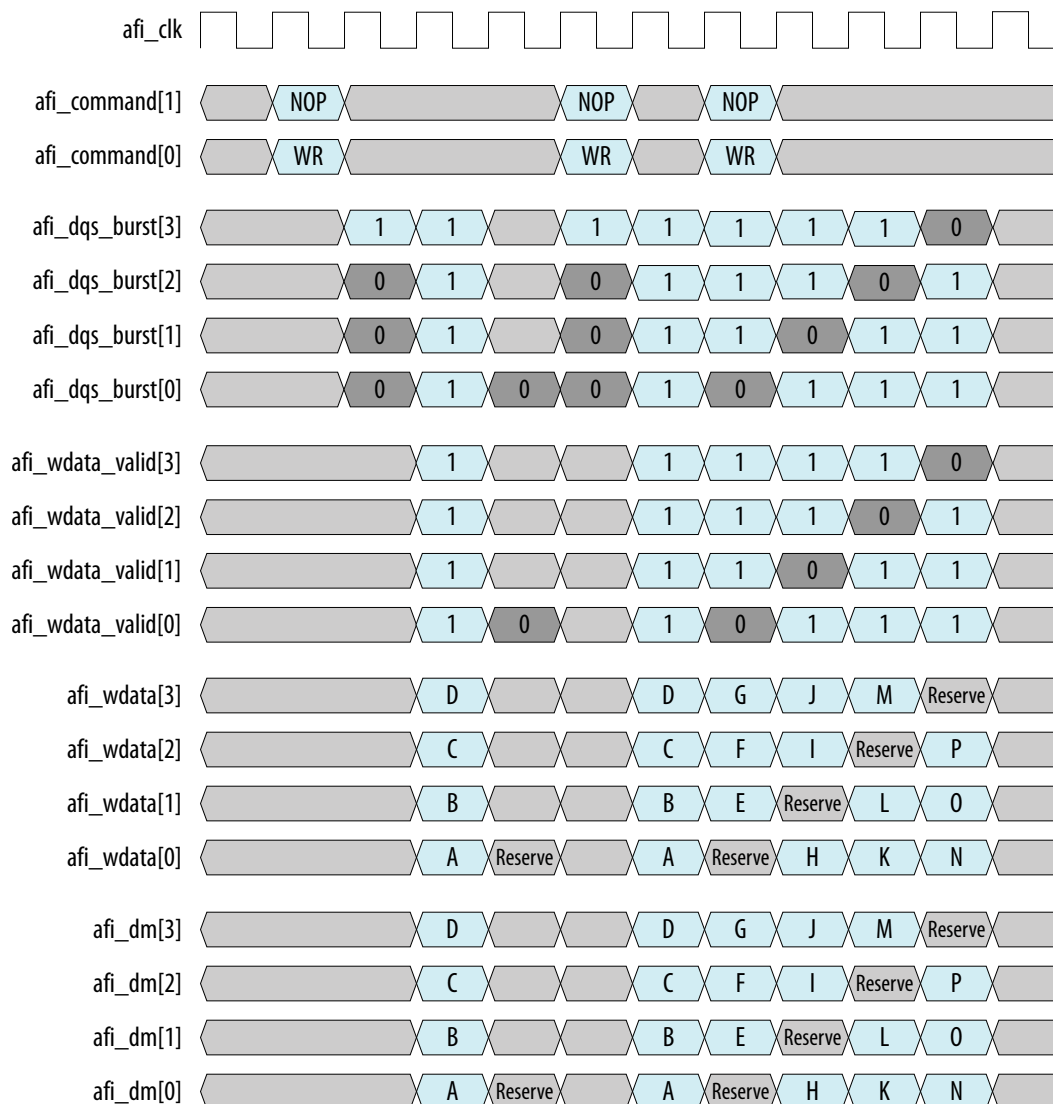 afi_clk
afi_command[1] NOP NOP NOP
afi_command[0] WR WR WR
afi_dqs_burst[3] 1 1 1 1 1 1 1 0
afi_dqs_burst[2] 0 1 0 1 1 1 0 1
afi_dqs_burst[1] 0 1 0 1 1 0 1 1
afi_dqs_burst[0] 0 1 0 0 1 0 1 1 1
afi_wdata_valid[3] 1 1 1 1 1 0
afi_wdata_valid[2] 1 1 1 1 0 1
afi_wdata_valid[1] 1 1 1 0 1 1
afi_wdata_valid[0] 1 0 1 0 1 1 1
afi_wdata[3] D D G J M Reserve
afi_wdata[2] C C F I Reserve P
afi_wdata[1] B B E Reserve L O
afi_wdata[0] A Reserve A Reserve H K N
afi_dm[3] D D G J M Reserve
afi_dm[2] C C F I Reserve P
afi_dm[1] B B E Reserve L O
afi_dm[0] A Reserve A Reserve H K N